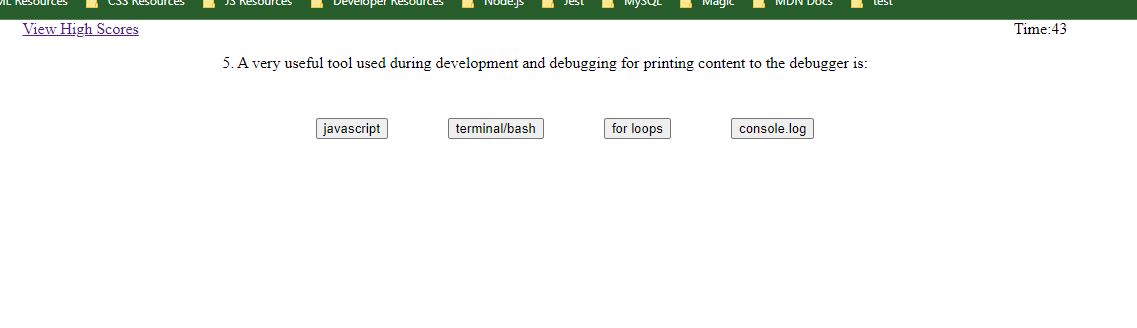 ML Resources CSS Resources JS Resources Developer Resources Node.js Jest MySQL Magic MDN Docs test
View High Scores Time:43
5. A very useful tool used during development and debugging for printing content to the debugger is:
javascript terminal/bash for loops console.log